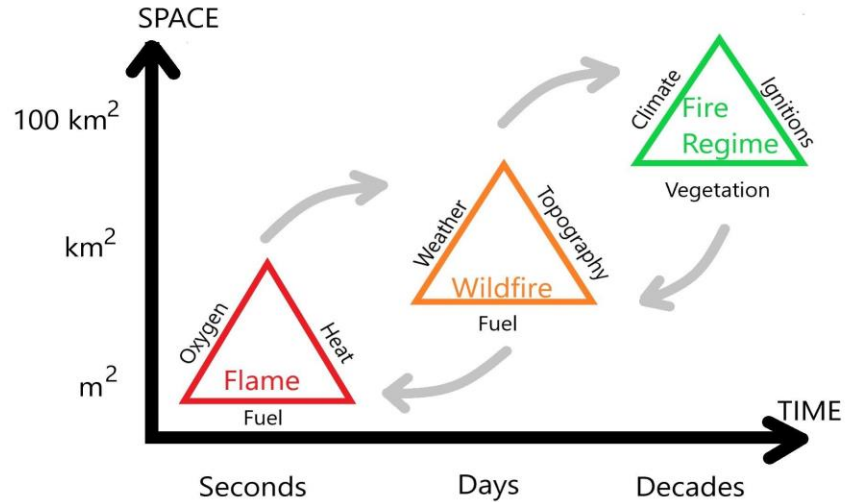 SPACE
100 km²
km²
m²
Oxygen
Heat
Flame
Fuel
Weather
Topography
Wildfire
Fuel
Climate
Ignitions
Fire
Regime
Vegetation
TIME
Seconds
Days
Decades